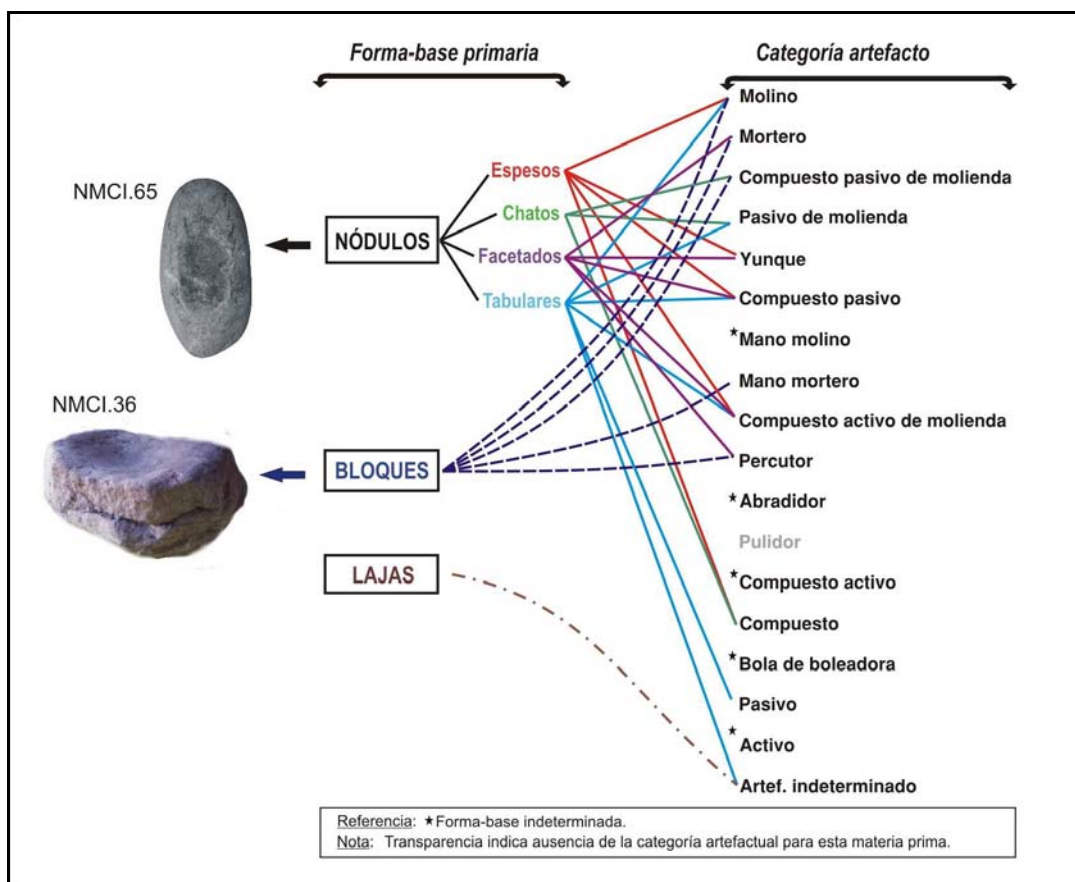 Forma-base primaria
Categoría artefacto
NMCI.65
NÓDULOS
Espesos
Chatos
Facetados
Tabulares
NMCI.36
BLOQUES
LAJAS
Molino
Mortero
Compuesto pasivo de molienda
Pasivo de molienda
Yunque
Compuesto pasivo
★Mano molino
Mano mortero
Compuesto activo de molienda
Percutor
★Abradidor
Pulidor
★Compuesto activo
Compuesto
★Bola de boleadora
Pasivo
★Activo
Artef. indeterminado
Referencia: ★Forma-base indeterminada.
Nota: Transparencia indica ausencia de la categoría artefactual para esta materia prima.